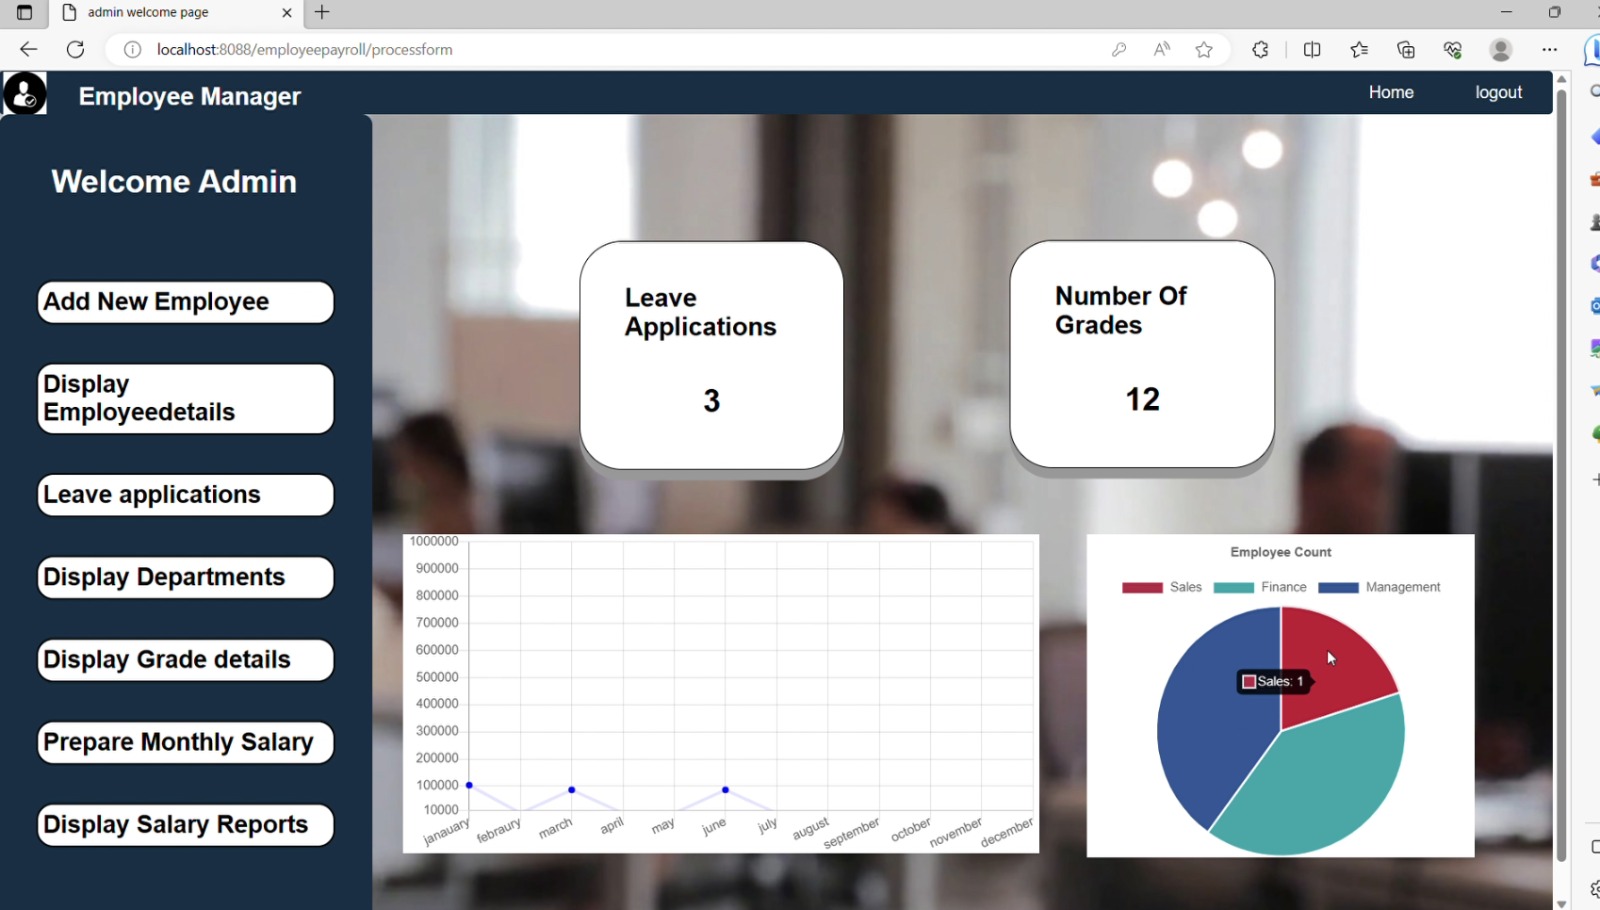 admin welcome page
localhost:8088/employeepayroll/processform
Employee Manager
Home
logout
Welcome Admin
Add New Employee
Display
Employeedetails
Leave applications
Display Departments
Display Grade details
Prepare Monthly Salary
Display Salary Reports
Leave
Applications
3
Number Of
Grades
12
1000000
900000
800000
700000
600000
500000
400000
300000
200000
100000
10000
janauary
febraury
march
april
may
june
july
august
september
october
november
december
Employee Count
Sales
Finance
Management
Sales: 1